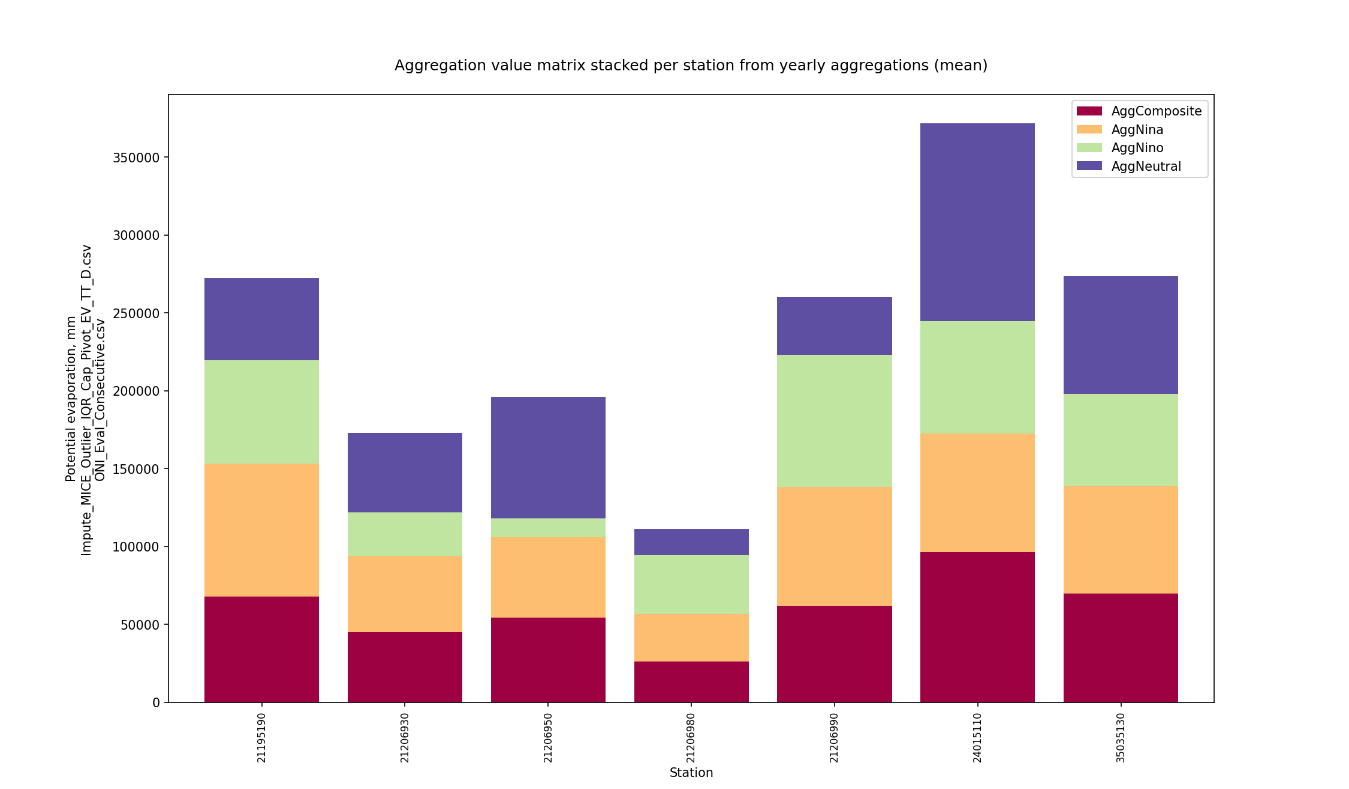 Aggregation value matrix stacked per station from yearly aggregations (mean)
AggComposite
AggNina
AggNino
AggNeutral
350000
300000
250000
200000
150000
100000
50000
0
Potential evaporation, mm
Impute_MICE_Outlier_IQR_Cap_Pivot_EV_TT_D.csv
ONI_Eval_Consecutive.csv
21195190
21206930
21206950
21206980
21206990
24015110
35035130
Station